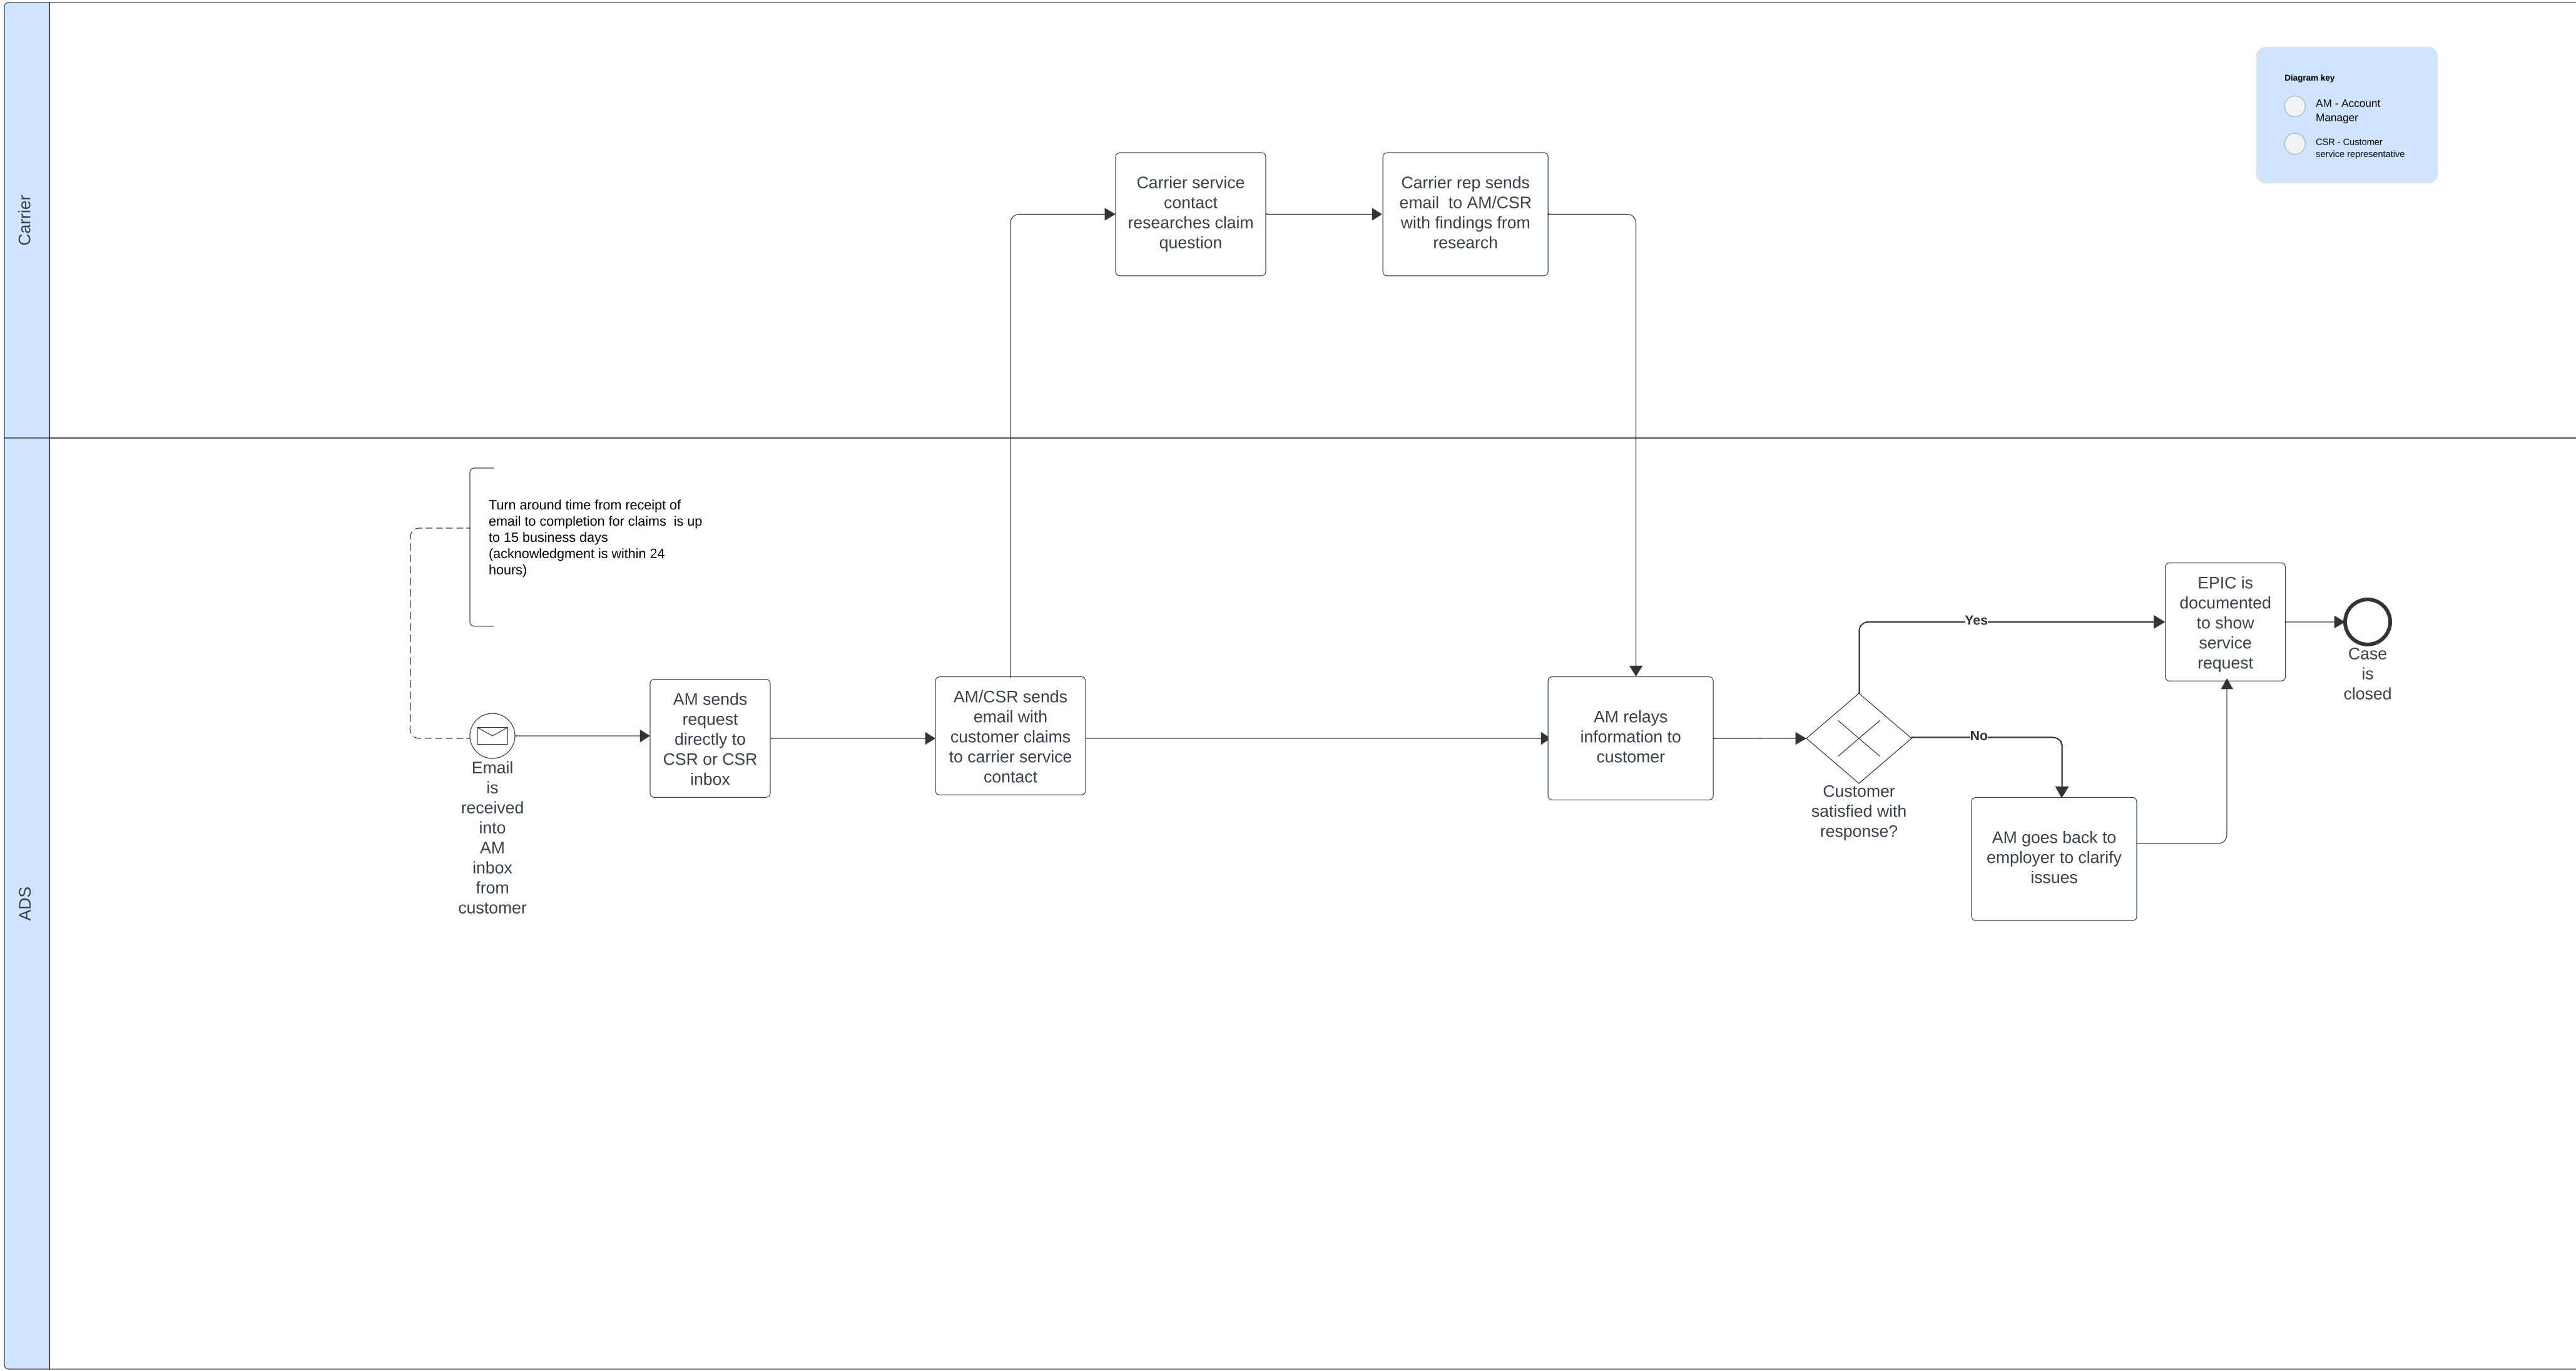 Carrier
Diagram key
AM - Account
Manager
CSR - Customer
service representative
Carrier service
contact
researches claim
question
Carrier rep sends
email  to AM/CSR
with findings from
research
ADS
Turn around time from receipt of
email to completion for claims  is up
to 15 business days
(acknowledgment is within 24
hours)
Email
is
received
into
AM
inbox
from
customer
AM sends
request
directly to
CSR or CSR
inbox
AM/CSR sends
email with
customer claims
to carrier service
contact
AM relays
information to
customer
Customer
satisfied with
response?
Yes
No
AM goes back to
employer to clarify
issues
EPIC is
documented
to show
service
request
Case
is
closed